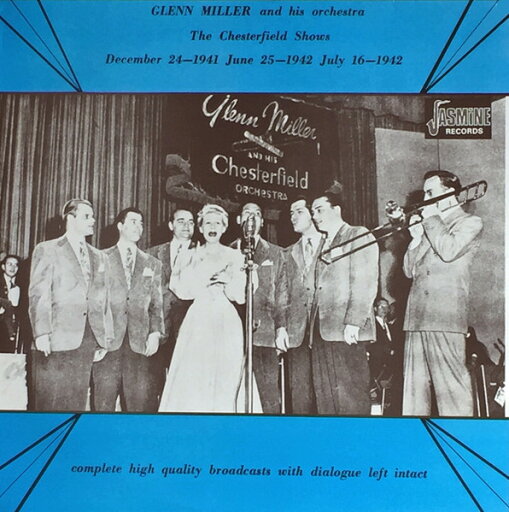 GLENN MILLER and his orchestra
The Chesterfield Shows
December 24—1941 June 25—1942 July 16—1942
JASMINE
RECORDS
Glenn Miller
AND HIS
Chesterfield
ORCHESTRA
complete high quality broadcasts with dialogue left intact